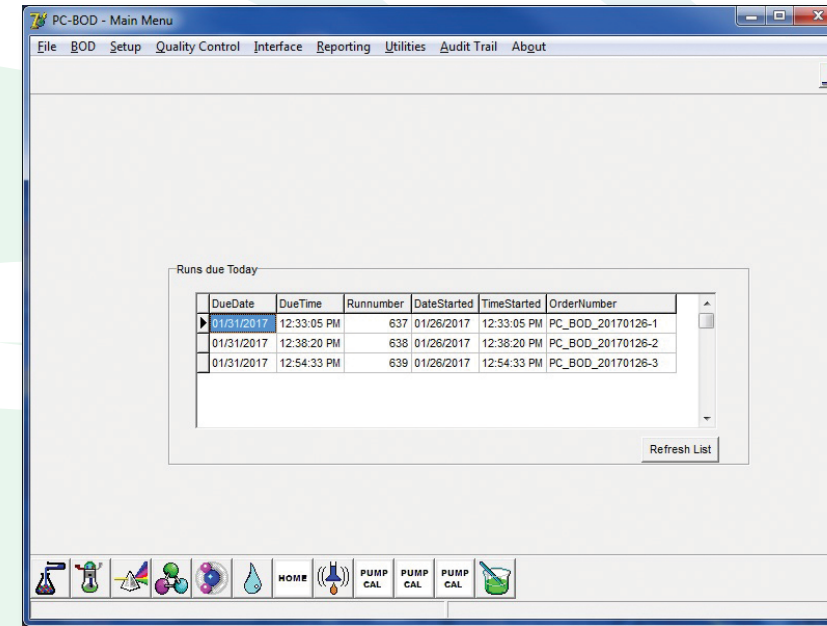 PC-BOD - Main Menu
File BOD Setup Quality Control Interface Reporting Utilities Audit Trail About
Runs due Today
DueDate DueTime Runnumber DateStarted TimeStarted OrderNumber
01/31/2017 12:33:05 PM 637 01/26/2017 12:33:05 PM PC_BOD_20170126-1
01/31/2017 12:38:20 PM 638 01/26/2017 12:38:20 PM PC_BOD_20170126-2
01/31/2017 12:54:33 PM 639 01/26/2017 12:54:33 PM PC_BOD_20170126-3
Refresh List
HOME PUMP CAL PUMP CAL PUMP CAL